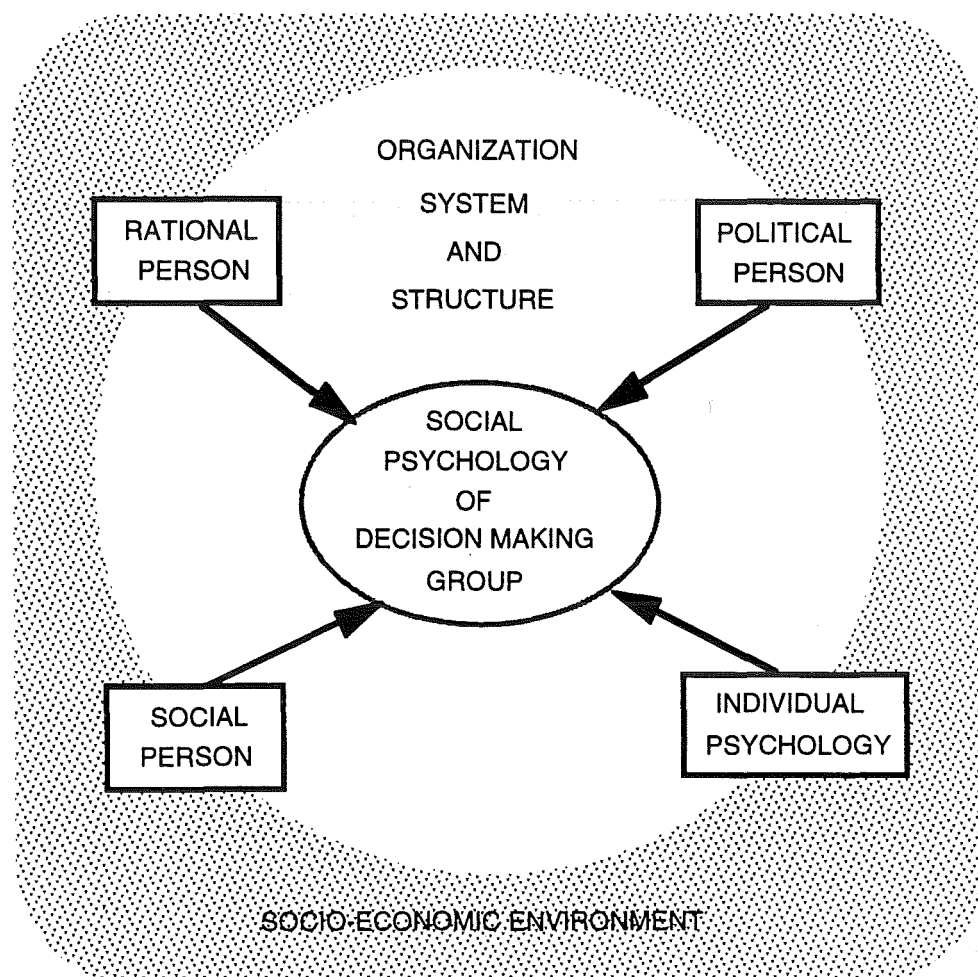 ORGANIZATION
SYSTEM
AND
STRUCTURE
RATIONAL
PERSON
POLITICAL
PERSON
SOCIAL
PSYCHOLOGY
OF
DECISION MAKING
GROUP
SOCIAL
PERSON
INDIVIDUAL
PSYCHOLOGY
SOCIO-ECONOMIC ENVIRONMENT